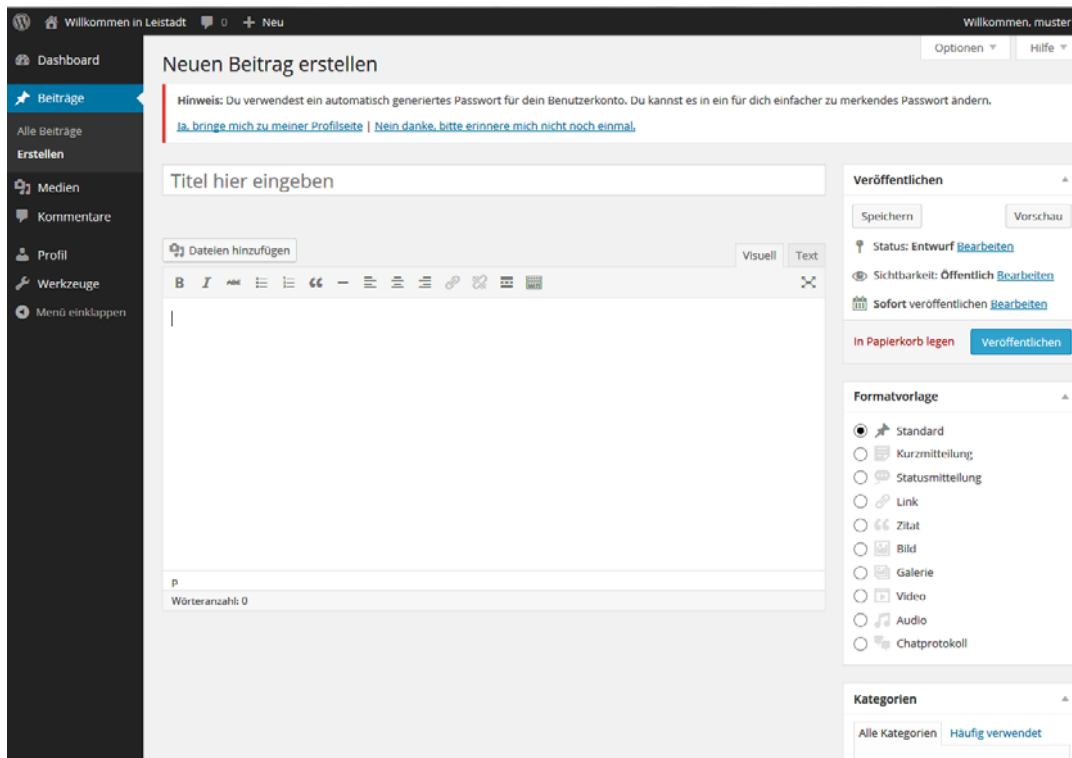 Willkommen in Leistadt 0 Neu Willkommen, muster
Optionen Hilfe
Dashboard
Beiträge
Alle Beiträge
Erstellen
Medien
Kommentare
Profil
Werkzeuge
Menü einklappen
Neuen Beitrag erstellen
Hinweis: Du verwendest ein automatisch generiertes Passwort für dein Benutzerkonto. Du kannst es in ein für dich einfacher zu merkendes Passwort ändern.
Ja, bringe mich zu meiner Profilseite | Nein danke, bitte erinnere mich nicht noch einmal.
Titel hier eingeben
Dateien hinzufügen
Visuell Text
B I ABC
p
Wörteranzahl: 0
Veröffentlichen
Speichern Vorschau
Status: Entwurf Bearbeiten
Sichtbarkeit: Öffentlich Bearbeiten
Sofort veröffentlichen Bearbeiten
In Papierkorb legen Veröffentlichen
Formatvorlage
Standard
Kurzmitteilung
Statusmitteilung
Link
Zitat
Bild
Galerie
Video
Audio
Chatprotokoll
Kategorien
Alle Kategorien Häufig verwendet